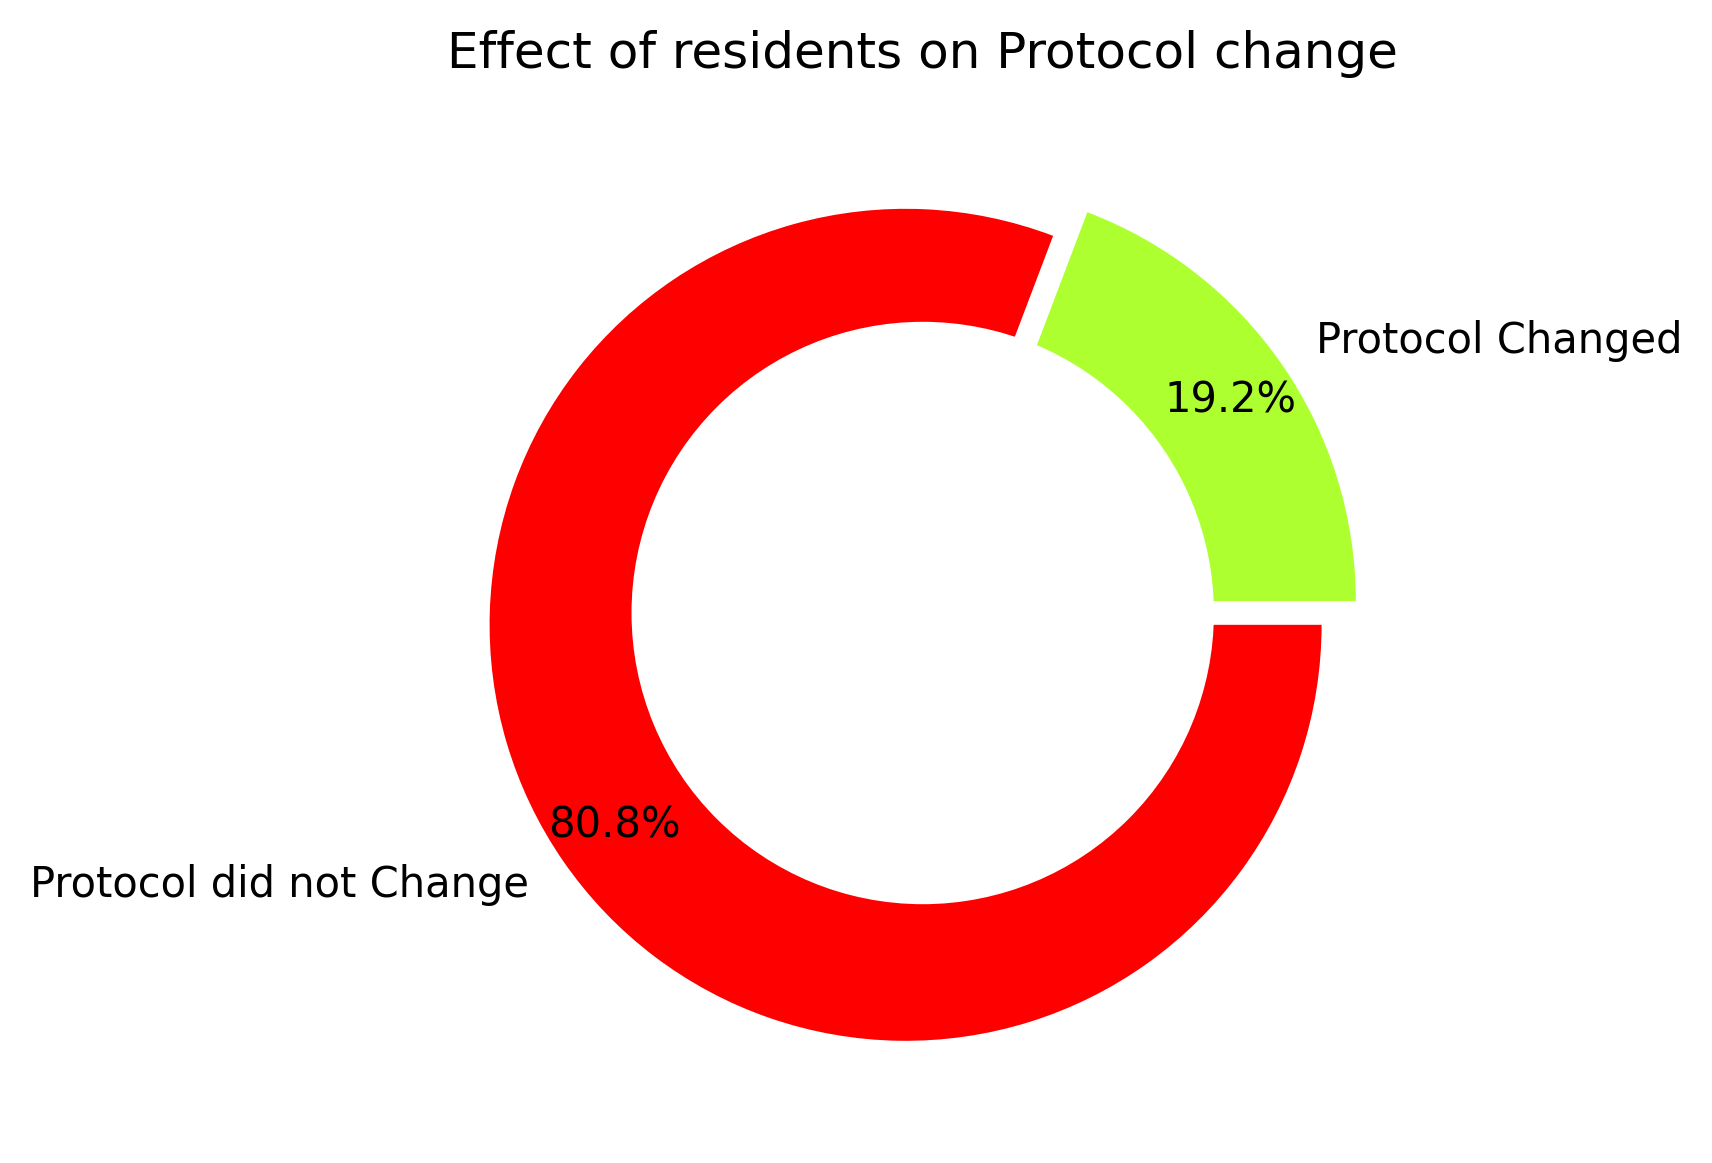 Effect of residents on Protocol change
Protocol Changed
19.2%
80.8%
Protocol did not Change